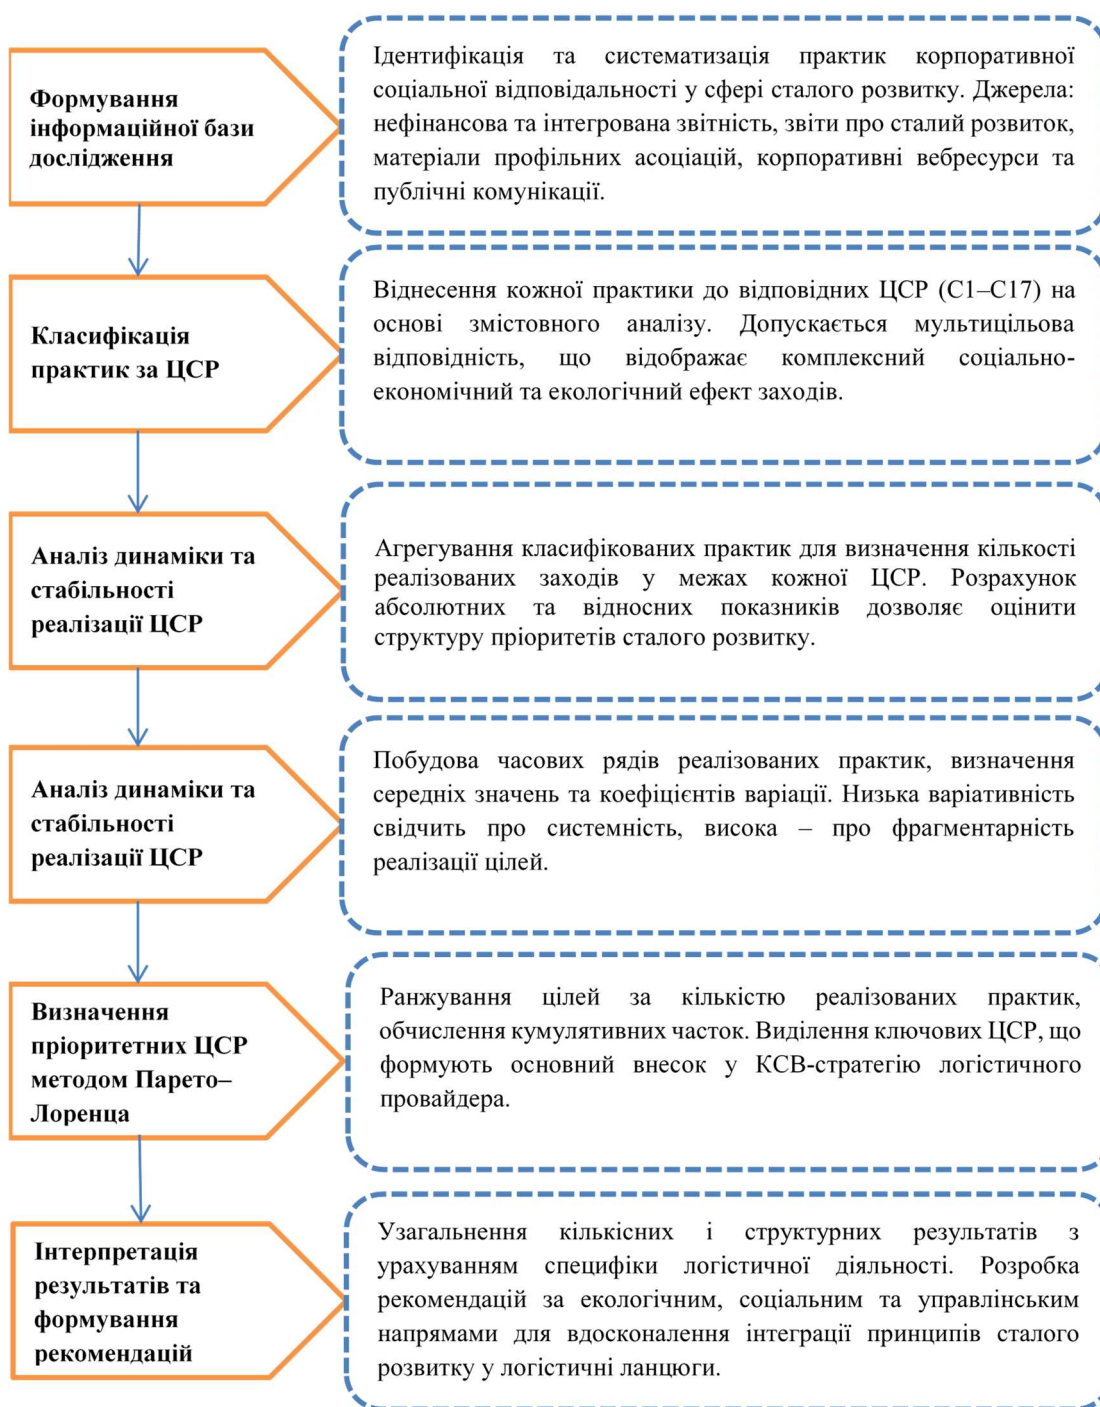 Формування
інформаційної бази
дослідження
Ідентифікація та систематизація практик корпоративної
соціальної відповідальності у сфері сталого розвитку. Джерела:
нефінансова та інтегрована звітність, звіти про сталий розвиток,
матеріали профільних асоціацій, корпоративні вебресурси та
публічні комунікації.
Класифікація
практик за ЦСР
Віднесення кожної практики до відповідних ЦСР (С1–С17) на
основі змістовного аналізу. Допускається мультицільова
відповідність, що відображає комплексний соціально-
економічний та екологічний ефект заходів.
Аналіз динаміки та
стабільності
реалізації ЦСР
Агрегування класифікованих практик для визначення кількості
реалізованих заходів у межах кожної ЦСР. Розрахунок
абсолютних та відносних показників дозволяє оцінити
структуру пріоритетів сталого розвитку.
Аналіз динаміки та
стабільності
реалізації ЦСР
Побудова часових рядів реалізованих практик, визначення
середніх значень та коефіцієнтів варіації. Низька варіативність
свідчить про системність, висока – про фрагментарність
реалізації цілей.
Визначення
пріоритетних ЦСР
методом Парето–
Лоренца
Ранжування цілей за кількістю реалізованих практик,
обчислення кумулятивних часток. Виділення ключових ЦСР, що
формують основний внесок у КСВ-стратегію логістичного
провайдера.
Інтерпретація
результатів та
формування
рекомендацій
Узагальнення кількісних і структурних результатів з
урахуванням специфіки логістичної діяльності. Розробка
рекомендацій за екологічним, соціальним та управлінським
напрямами для вдосконалення інтеграції принципів сталого
розвитку у логістичні ланцюги.